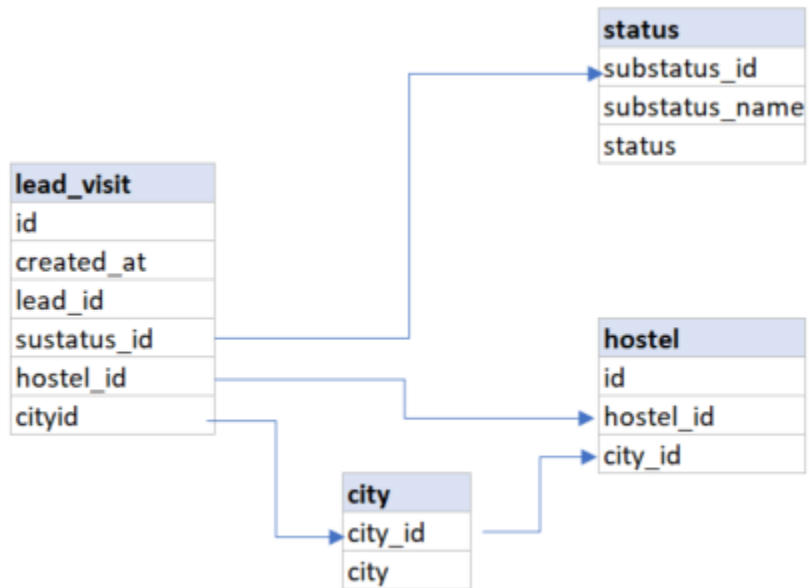 status
substatus_id
substatus_name
status
lead_visit
id
created_at
lead_id
sustatus_id
hostel_id
cityid
hostel
id
hostel_id
city_id
city
city_id
city